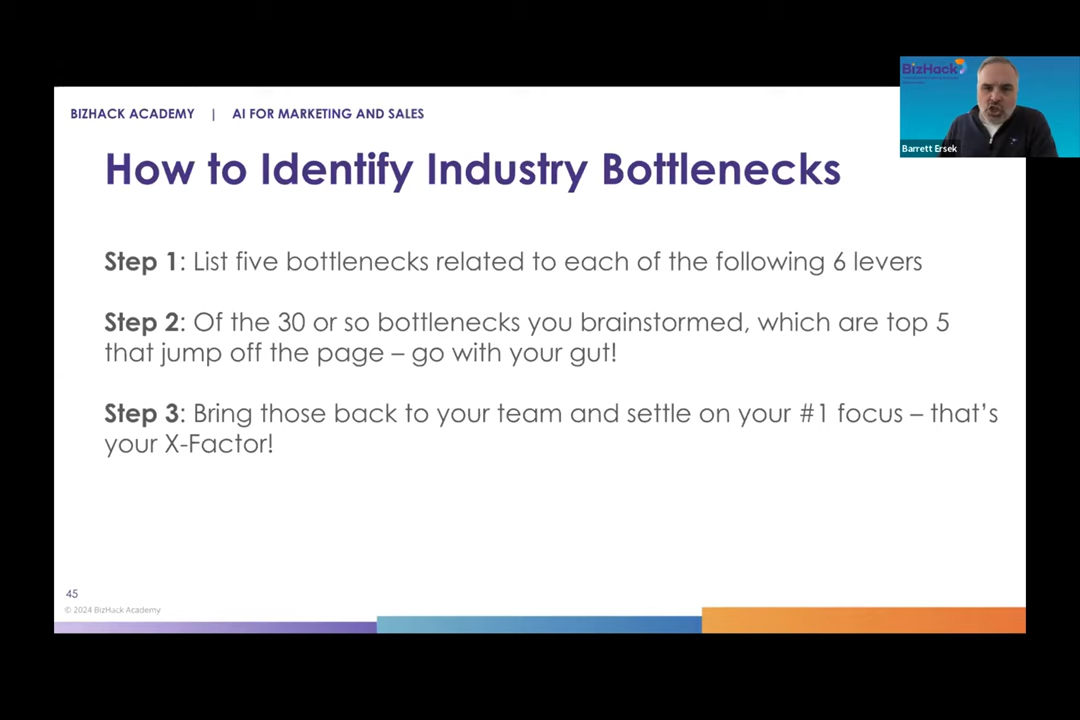 BizHack
Barrett Ersek
BIZHACK ACADEMY | AI FOR MARKETING AND SALES
How to Identify Industry Bottlenecks
Step 1: List five bottlenecks related to each of the following 6 levers
Step 2: Of the 30 or so bottlenecks you brainstormed, which are top 5
that jump off the page – go with your gut!
Step 3: Bring those back to your team and settle on your #1 focus – that’s
your X-Factor!
45
© 2024 BizHack Academy